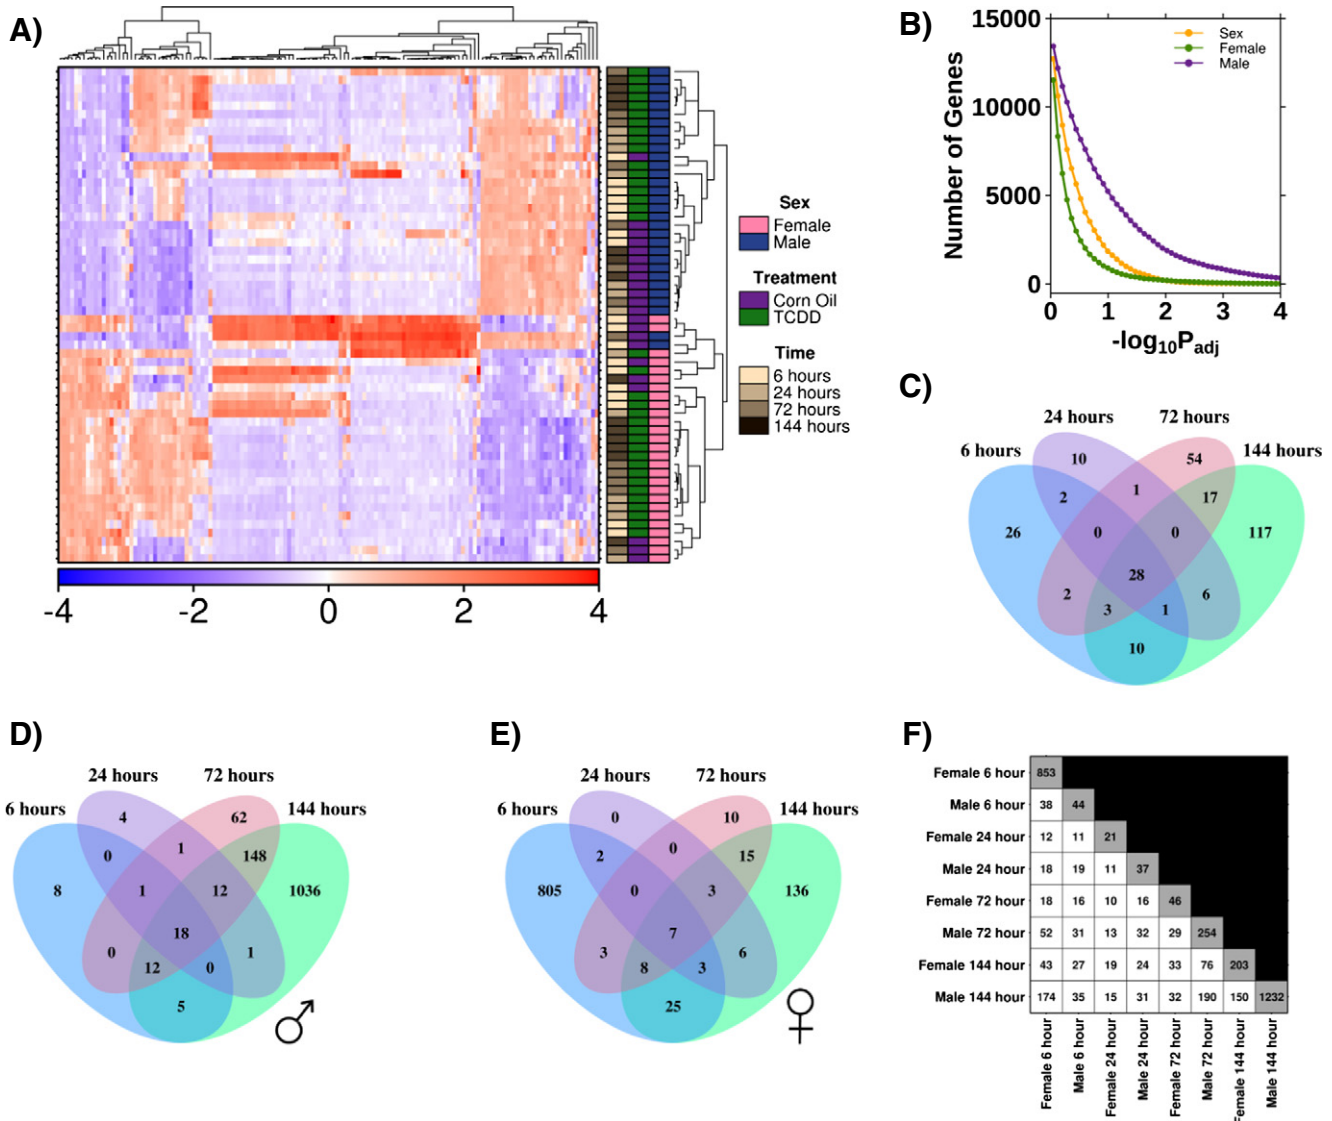 A)
-4 -2 0 2 4
Sex
Female
Male
Treatment
Corn Oil
TCDD
Time
6 hours
24 hours
72 hours
144 hours
B)
Number of Genes
15000
10000
5000
0
0 1 2 3 4
-log10Padj
Sex
Female
Male
C)
24 hours 72 hours
6 hours 144 hours
10 54
2 1 17
26 0 0 117
28
2 3 1 6
10
D)
24 hours 72 hours
6 hours 144 hours
4 62
0 1 148
8 1 12 1036
18
0 12 0 1
5
♂
E)
24 hours 72 hours
6 hours 144 hours
0 10
2 0 15
805 0 3 136
7
3 8 3 6
25
♀
F)
Female 6 hour 853
Male 6 hour 38 44
Female 24 hour 12 11 21
Male 24 hour 18 19 11 37
Female 72 hour 18 16 10 16 46
Male 72 hour 52 31 13 32 29 254
Female 144 hour 43 27 19 24 33 76 203
Male 144 hour 174 35 15 31 32 190 150 1232
Female 6 hour
Male 6 hour
Female 24 hour
Male 24 hour
Female 72 hour
Male 72 hour
Female 144 hour
Male 144 hour